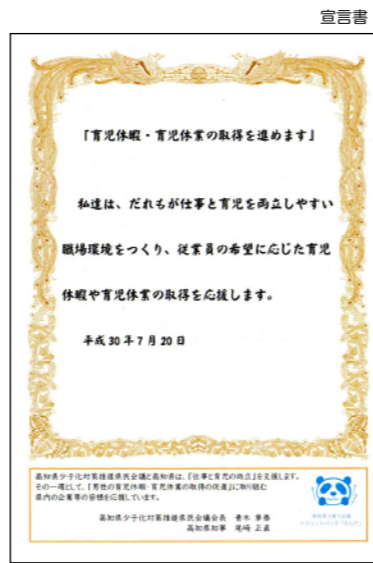 宣言書
「育児休暇・育児休業の取得を進めます」
私達は、だれもが仕事と育児を両立しやすい
職場環境をつくり、従業員の希望に応じた育児
休暇や育児休業の取得を応援します。
平成30年7月20日
高知県少子化対策推進県民会議と高知県は、『仕事と育児の両立』を支援します。
その一環として、『男性の育児休暇・育児休業の取得の促進』に取り組む
県内の企業等の皆様を応援しています。
高知県少子化対策推進県民会議会長 青木 章泰
高知県知事 尾﨑 正直